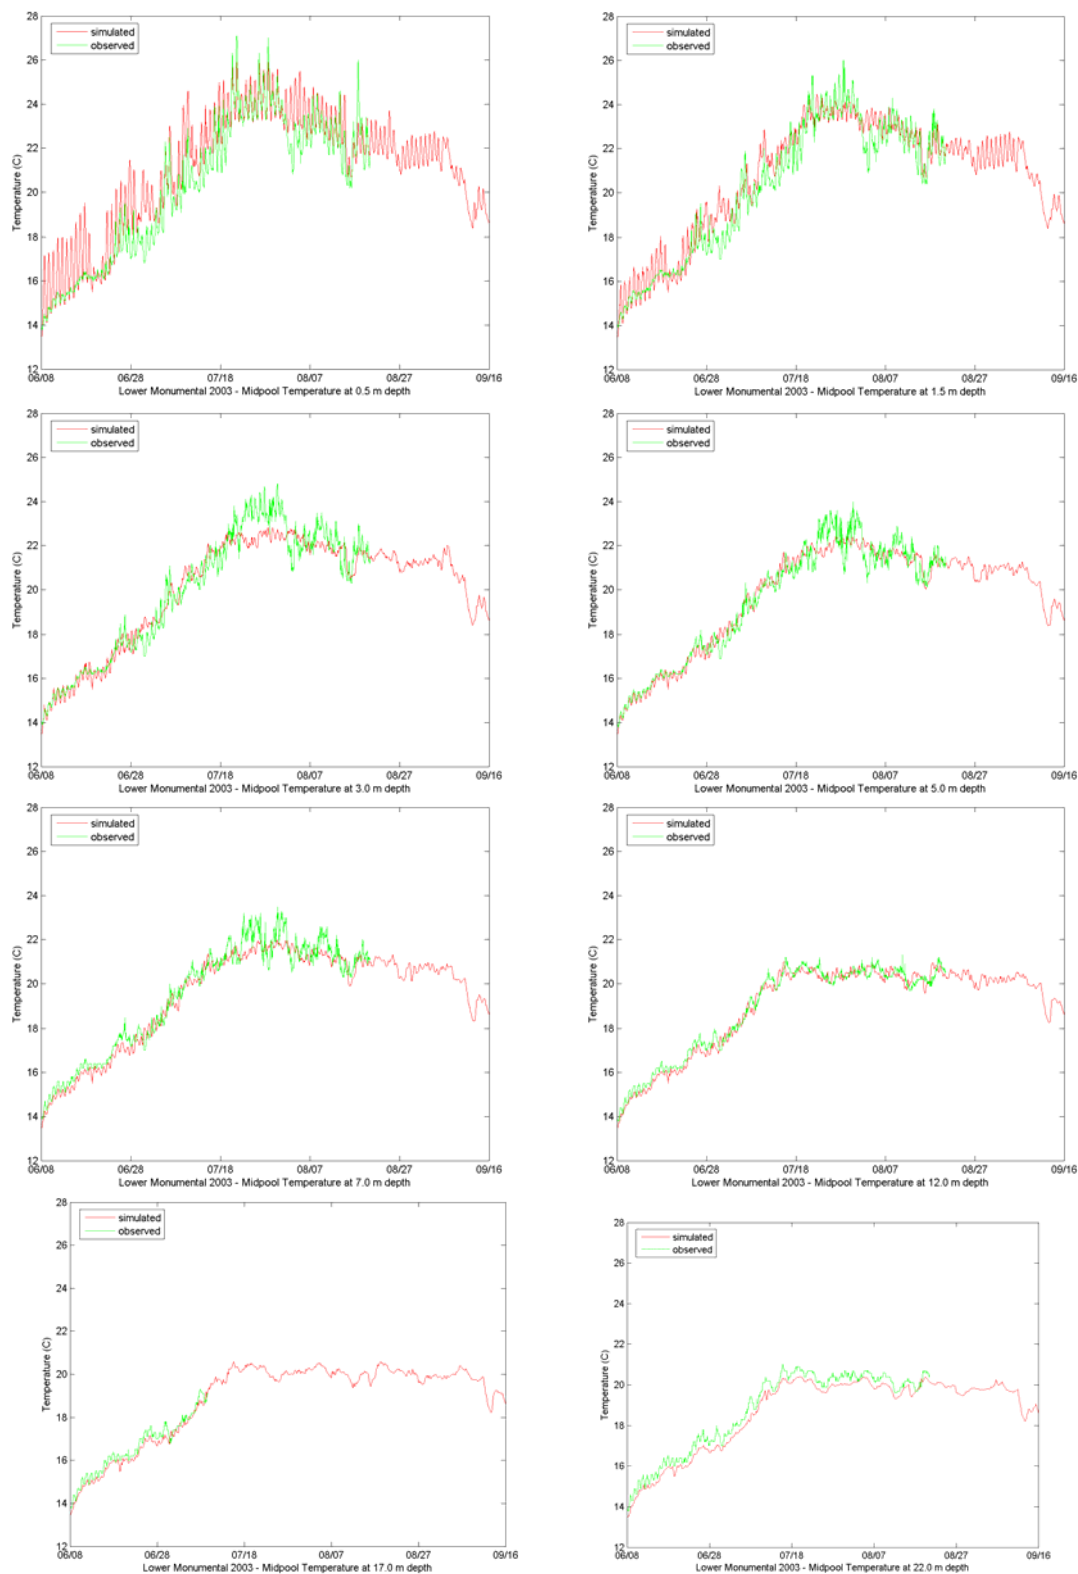 28
26
24
22
20
18
16
14
12
Temperature (C)
simulated
observed
06/08 06/28 07/18 08/07 08/27 09/16
Lower Monumental 2003 - Midpool Temperature at 0.5 m depth
28
26
24
22
20
18
16
14
12
Temperature (C)
simulated
observed
06/08 06/28 07/18 08/07 08/27 09/16
Lower Monumental 2003 - Midpool Temperature at 1.5 m depth
28
26
24
22
20
18
16
14
12
Temperature (C)
simulated
observed
06/08 06/28 07/18 08/07 08/27 09/16
Lower Monumental 2003 - Midpool Temperature at 3.0 m depth
28
26
24
22
20
18
16
14
12
Temperature (C)
simulated
observed
06/08 06/28 07/18 08/07 08/27 09/16
Lower Monumental 2003 - Midpool Temperature at 5.0 m depth
28
26
24
22
20
18
16
14
12
Temperature (C)
simulated
observed
06/08 06/28 07/18 08/07 08/27 09/16
Lower Monumental 2003 - Midpool Temperature at 7.0 m depth
28
26
24
22
20
18
16
14
12
Temperature (C)
simulated
observed
06/08 06/28 07/18 08/07 08/27 09/16
Lower Monumental 2003 - Midpool Temperature at 12.0 m depth
28
26
24
22
20
18
16
14
12
Temperature (C)
simulated
observed
06/08 06/28 07/18 08/07 08/27 09/16
Lower Monumental 2003 - Midpool Temperature at 17.0 m depth
28
26
24
22
20
18
16
14
12
Temperature (C)
simulated
observed
06/08 06/28 07/18 08/07 08/27 09/16
Lower Monumental 2003 - Midpool Temperature at 22.0 m depth